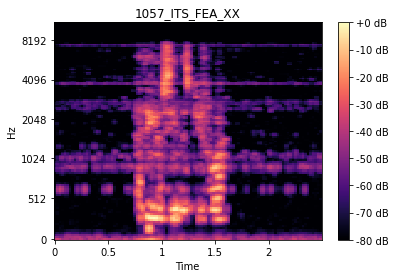 1057_ITS_FEA_XX
Hz
8192
4096
2048
1024
512
0
0
0.5
1
1.5
2
Time
+0 dB
-10 dB
-20 dB
-30 dB
-40 dB
-50 dB
-60 dB
-70 dB
-80 dB